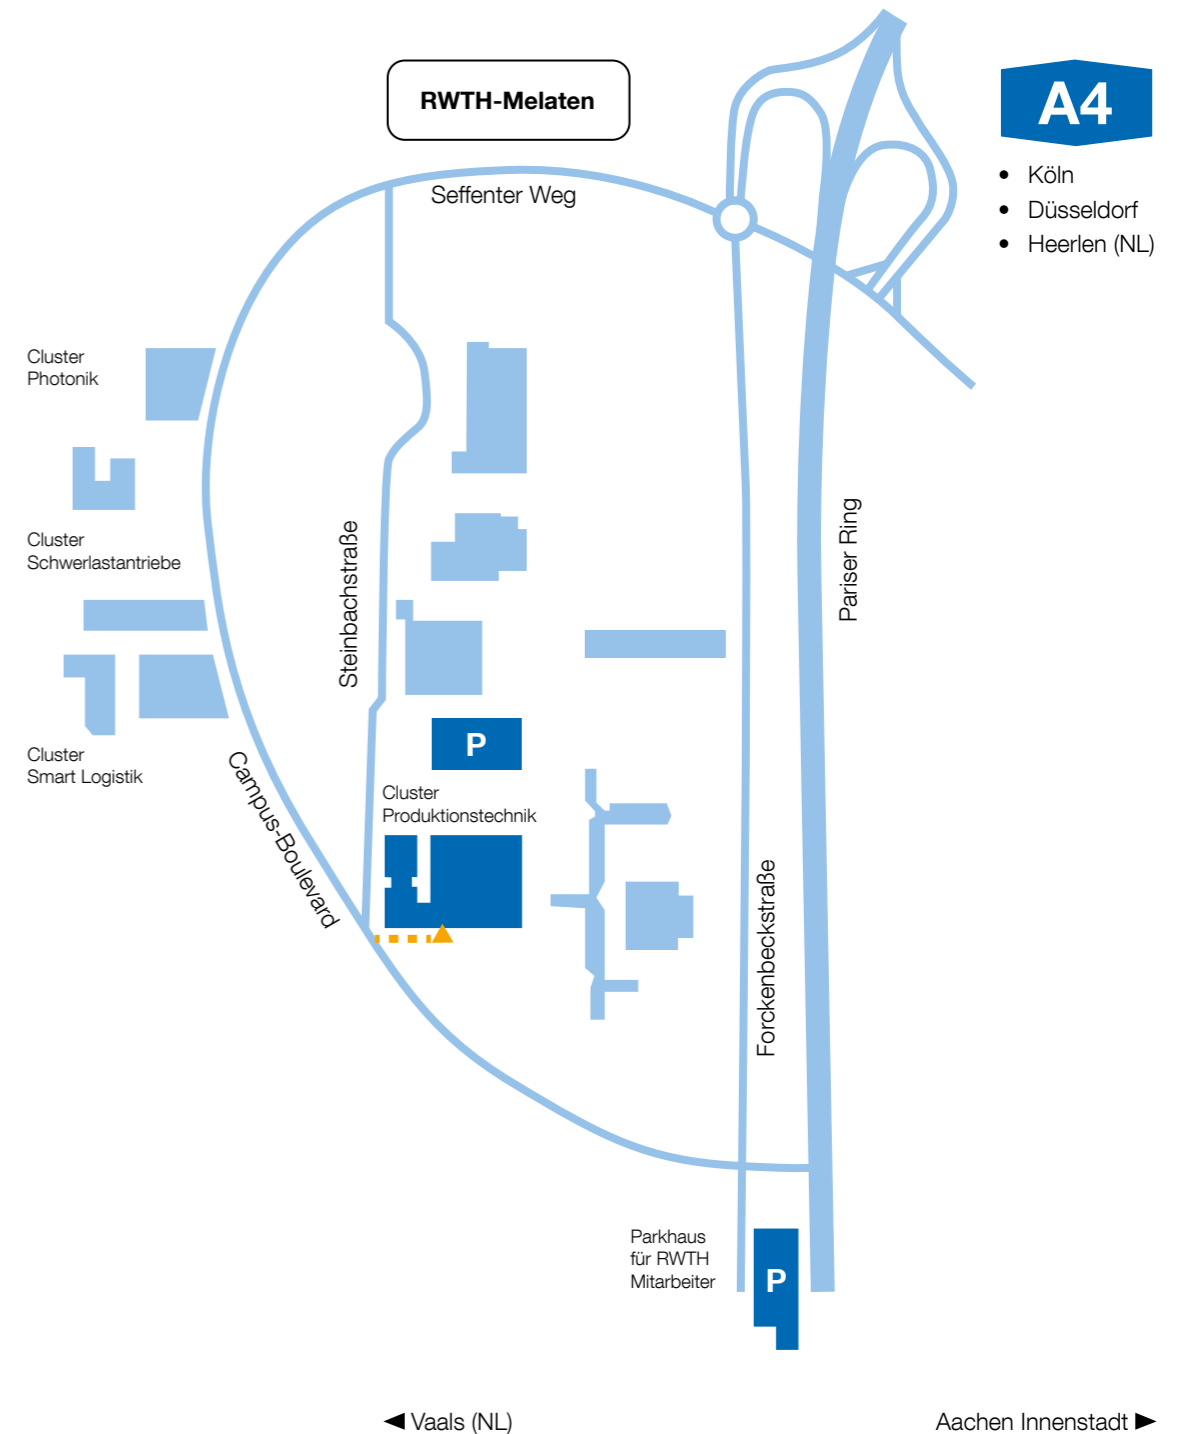 RWTH-Melaten
A4
Seffenter Weg
• Köln
• Düsseldorf
• Heerlen (NL)
Cluster
Photonik
Cluster
Schwerlastantriebe
Steinbachstraße
Pariser Ring
Cluster
Smart Logistik
P
Campus-Boulevard
Cluster
Produktionstechnik
Forckenbeckstraße
Parkhaus
für RWTH
Mitarbeiter
P
◀ Vaals (NL)
Aachen Innenstadt ▶